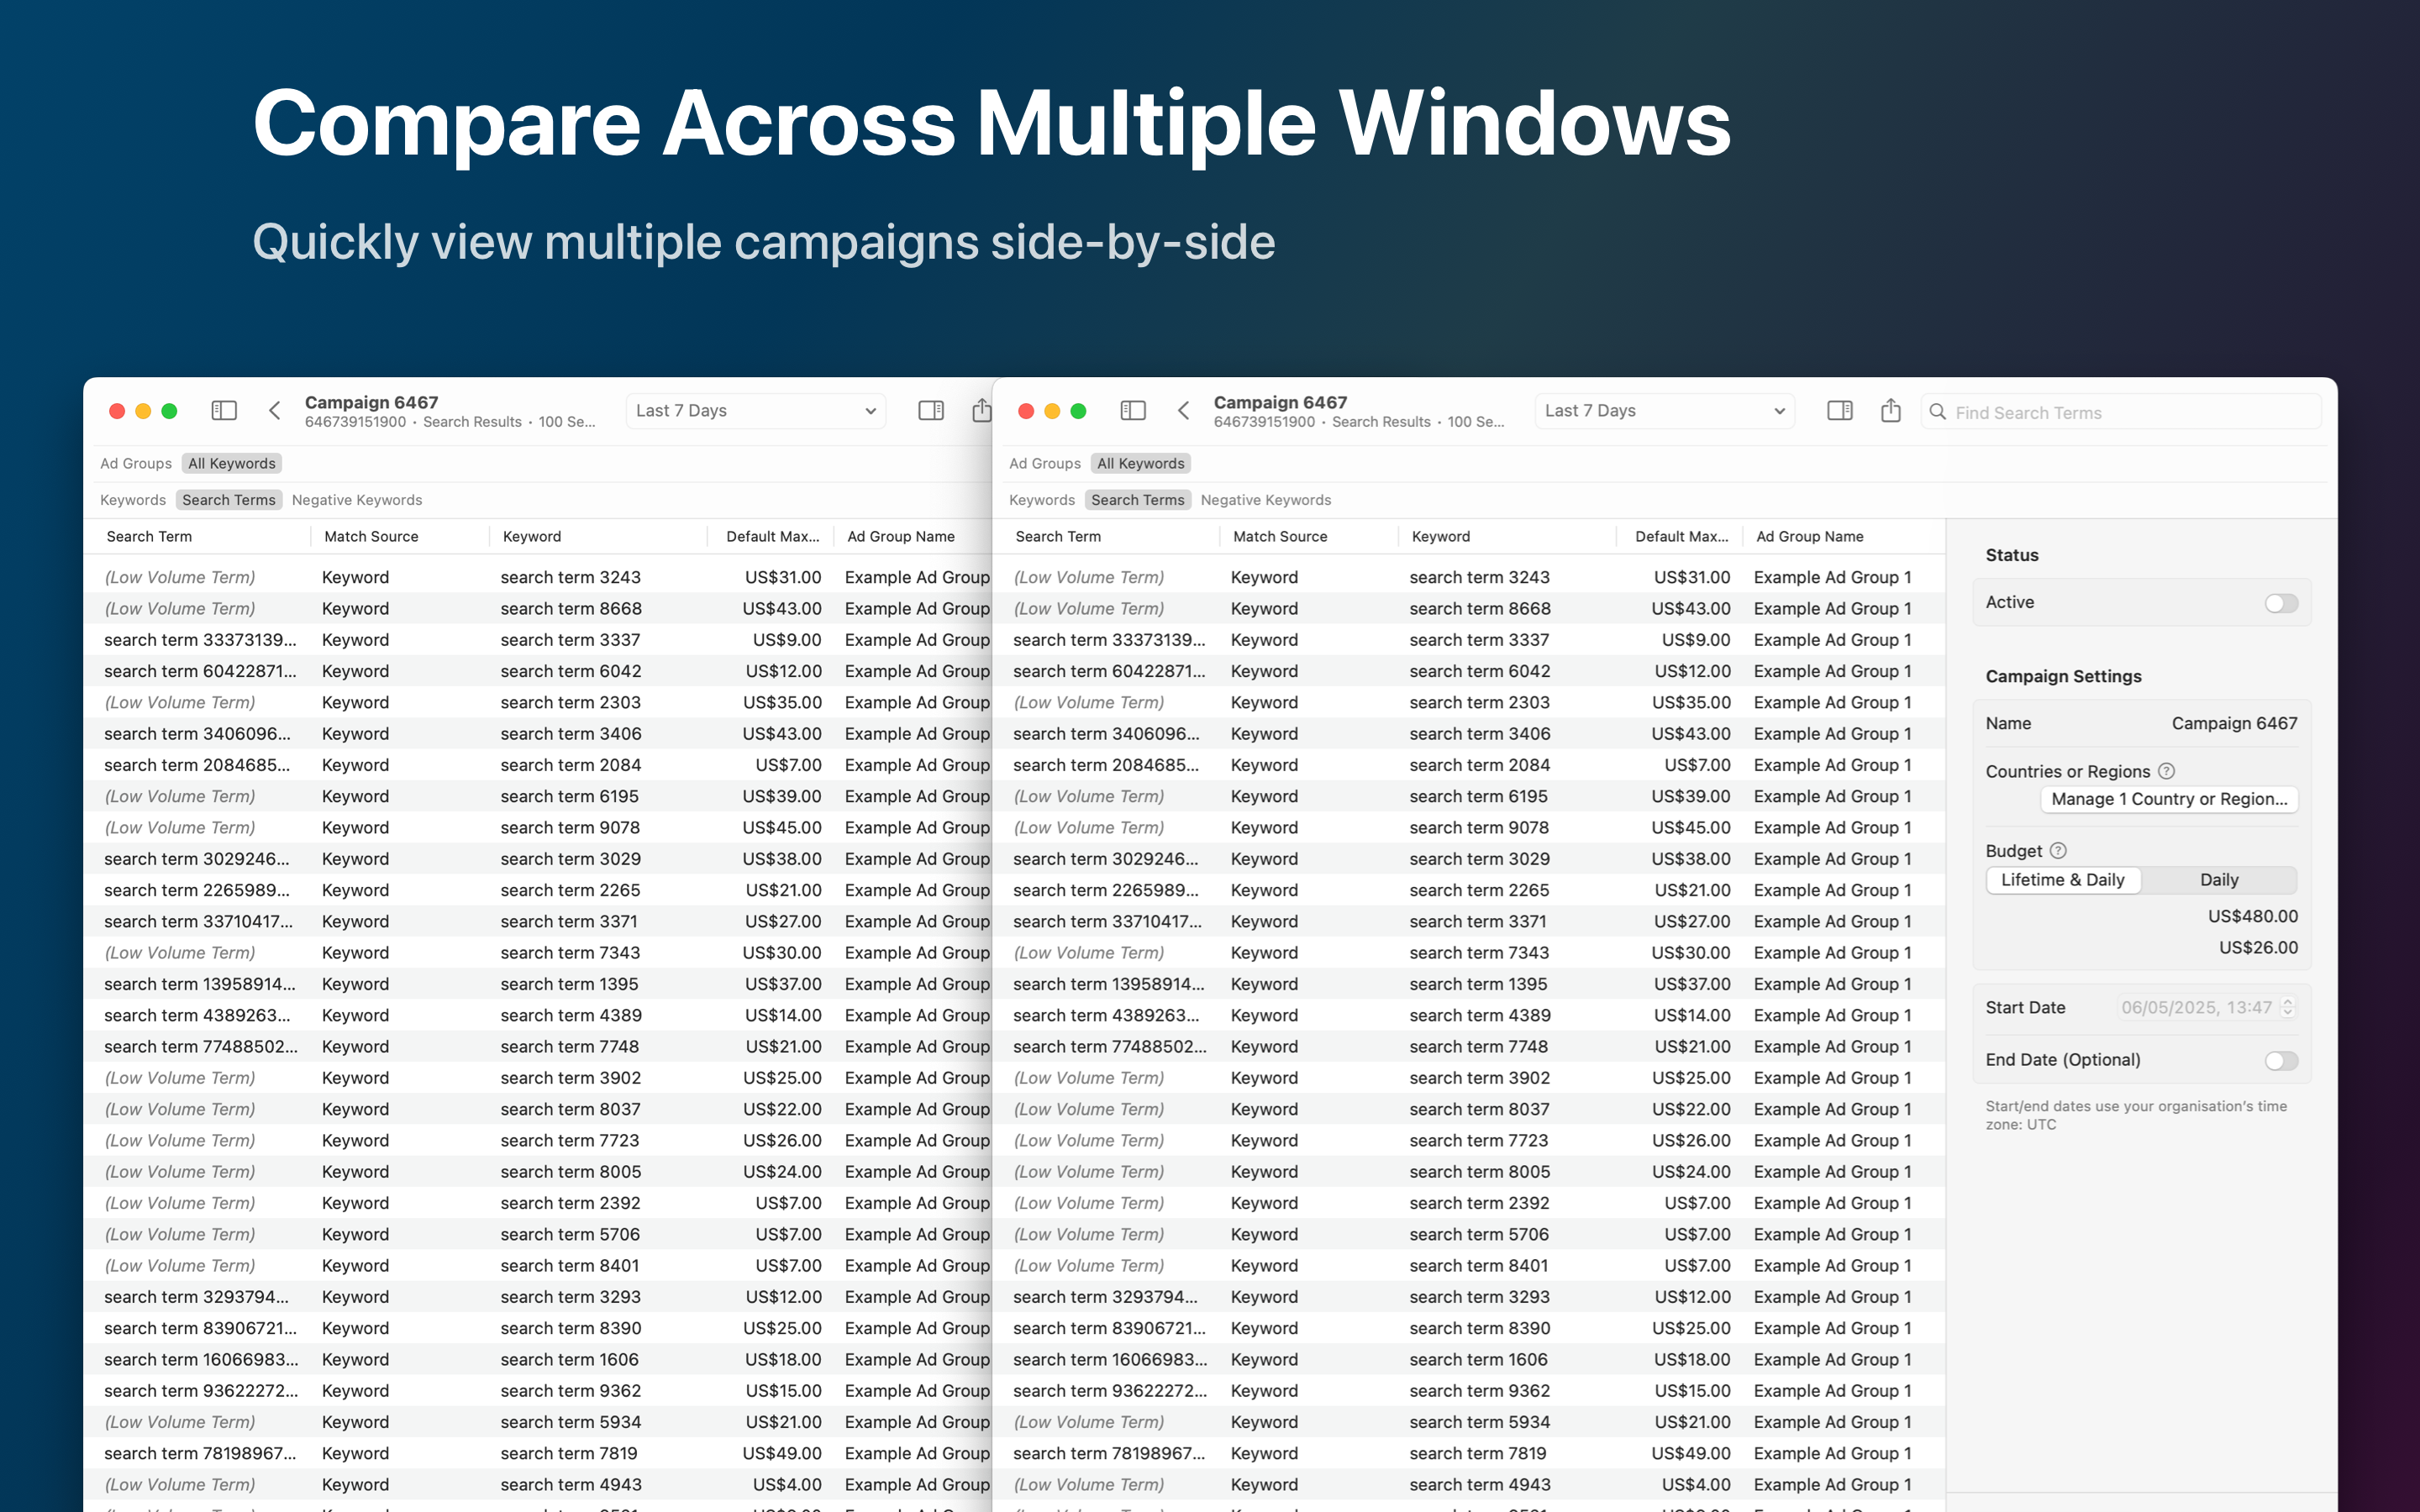 Compare Across Multiple Windows
Quickly view multiple campaigns side-by-side
Campaign 6467
646739151900 • Search Results • 100 Se...
Last 7 Days
Ad Groups All Keywords
Keywords Search Terms Negative Keywords
Search Term Match Source Keyword Default Max... Ad Group Name
(Low Volume Term) Keyword search term 3243 US$31.00 Example Ad Group
(Low Volume Term) Keyword search term 8668 US$43.00 Example Ad Group
search term 33373139... Keyword search term 3337 US$9.00 Example Ad Group
search term 60422871... Keyword search term 6042 US$12.00 Example Ad Group
(Low Volume Term) Keyword search term 2303 US$35.00 Example Ad Group
search term 3406096... Keyword search term 3406 US$43.00 Example Ad Group
search term 2084685... Keyword search term 2084 US$7.00 Example Ad Group
(Low Volume Term) Keyword search term 6195 US$39.00 Example Ad Group
(Low Volume Term) Keyword search term 9078 US$45.00 Example Ad Group
search term 3029246... Keyword search term 3029 US$38.00 Example Ad Group
search term 2265989... Keyword search term 2265 US$21.00 Example Ad Group
search term 33710417... Keyword search term 3371 US$27.00 Example Ad Group
(Low Volume Term) Keyword search term 7343 US$30.00 Example Ad Group
search term 13958914... Keyword search term 1395 US$37.00 Example Ad Group
search term 4389263... Keyword search term 4389 US$14.00 Example Ad Group
search term 77488502... Keyword search term 7748 US$21.00 Example Ad Group
(Low Volume Term) Keyword search term 3902 US$25.00 Example Ad Group
(Low Volume Term) Keyword search term 8037 US$22.00 Example Ad Group
(Low Volume Term) Keyword search term 7723 US$26.00 Example Ad Group
(Low Volume Term) Keyword search term 8005 US$24.00 Example Ad Group
(Low Volume Term) Keyword search term 2392 US$7.00 Example Ad Group
(Low Volume Term) Keyword search term 5706 US$7.00 Example Ad Group
(Low Volume Term) Keyword search term 8401 US$7.00 Example Ad Group
search term 3293794... Keyword search term 3293 US$12.00 Example Ad Group
search term 83906721... Keyword search term 8390 US$25.00 Example Ad Group
search term 16066983... Keyword search term 1606 US$18.00 Example Ad Group
search term 93622272... Keyword search term 9362 US$15.00 Example Ad Group
(Low Volume Term) Keyword search term 5934 US$21.00 Example Ad Group
search term 78198967... Keyword search term 7819 US$49.00 Example Ad Group
(Low Volume Term) Keyword search term 4943 US$4.00 Example Ad Group
Campaign 6467
646739151900 • Search Results • 100 Se...
Last 7 Days
Find Search Terms
Ad Groups All Keywords
Keywords Search Terms Negative Keywords
Search Term Match Source Keyword Default Max... Ad Group Name
(Low Volume Term) Keyword search term 3243 US$31.00 Example Ad Group 1
(Low Volume Term) Keyword search term 8668 US$43.00 Example Ad Group 1
search term 33373139... Keyword search term 3337 US$9.00 Example Ad Group 1
search term 60422871... Keyword search term 6042 US$12.00 Example Ad Group 1
(Low Volume Term) Keyword search term 2303 US$35.00 Example Ad Group 1
search term 3406096... Keyword search term 3406 US$43.00 Example Ad Group 1
search term 2084685... Keyword search term 2084 US$7.00 Example Ad Group 1
(Low Volume Term) Keyword search term 6195 US$39.00 Example Ad Group 1
(Low Volume Term) Keyword search term 9078 US$45.00 Example Ad Group 1
search term 3029246... Keyword search term 3029 US$38.00 Example Ad Group 1
search term 2265989... Keyword search term 2265 US$21.00 Example Ad Group 1
search term 33710417... Keyword search term 3371 US$27.00 Example Ad Group 1
(Low Volume Term) Keyword search term 7343 US$30.00 Example Ad Group 1
search term 13958914... Keyword search term 1395 US$37.00 Example Ad Group 1
search term 4389263... Keyword search term 4389 US$14.00 Example Ad Group 1
search term 77488502... Keyword search term 7748 US$21.00 Example Ad Group 1
(Low Volume Term) Keyword search term 3902 US$25.00 Example Ad Group 1
(Low Volume Term) Keyword search term 8037 US$22.00 Example Ad Group 1
(Low Volume Term) Keyword search term 7723 US$26.00 Example Ad Group 1
(Low Volume Term) Keyword search term 8005 US$24.00 Example Ad Group 1
(Low Volume Term) Keyword search term 2392 US$7.00 Example Ad Group 1
(Low Volume Term) Keyword search term 5706 US$7.00 Example Ad Group 1
(Low Volume Term) Keyword search term 8401 US$7.00 Example Ad Group 1
search term 3293794... Keyword search term 3293 US$12.00 Example Ad Group 1
search term 83906721... Keyword search term 8390 US$25.00 Example Ad Group 1
search term 16066983... Keyword search term 1606 US$18.00 Example Ad Group 1
search term 93622272... Keyword search term 9362 US$15.00 Example Ad Group 1
(Low Volume Term) Keyword search term 5934 US$21.00 Example Ad Group 1
search term 78198967... Keyword search term 7819 US$49.00 Example Ad Group 1
(Low Volume Term) Keyword search term 4943 US$4.00 Example Ad Group 1
Status
Active
Campaign Settings
Name Campaign 6467
Countries or Regions ?
Manage 1 Country or Region...
Budget ?
Lifetime & Daily Daily
US$480.00
US$26.00
Start Date 06/05/2025, 13:47
End Date (Optional)
Start/end dates use your organisation's time
zone: UTC